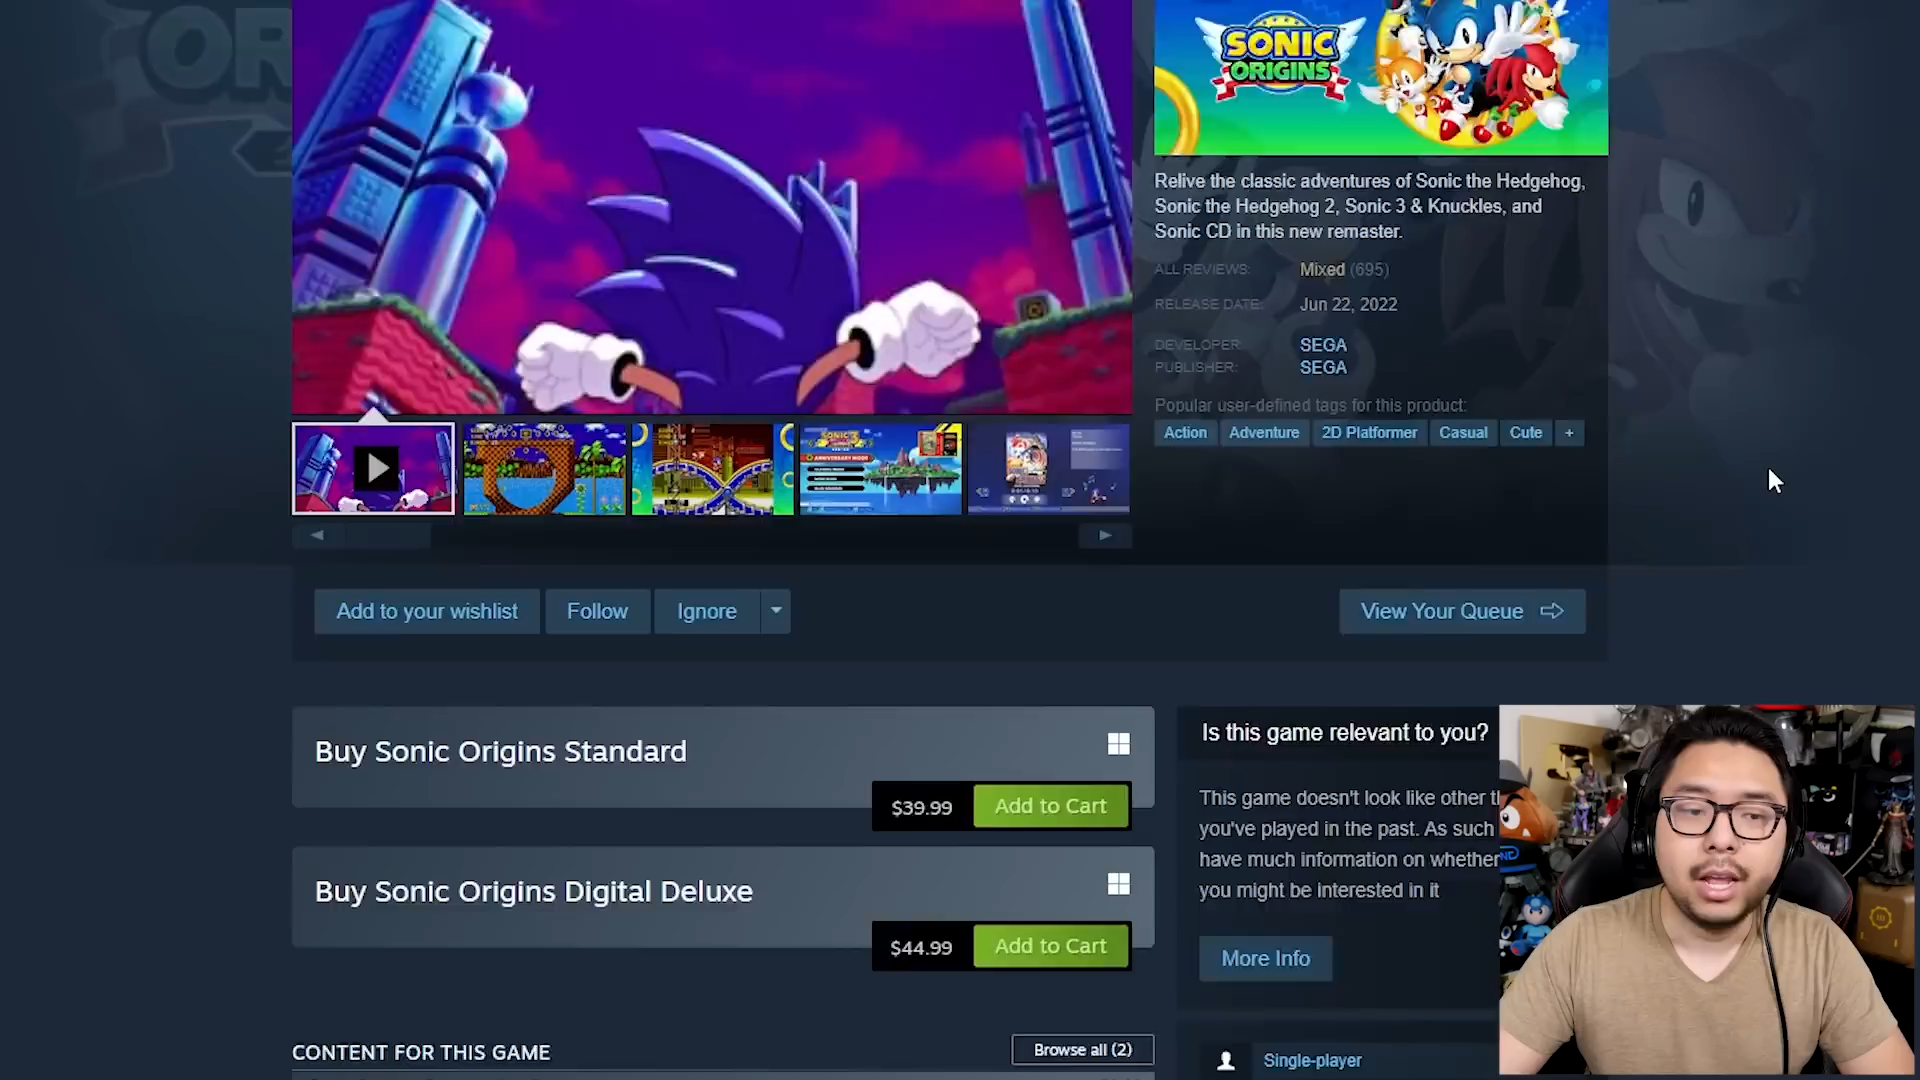 OR
SONIC
ORIGINS
Relive the classic adventures of Sonic the Hedgehog,
Sonic the Hedgehog 2, Sonic 3 & Knuckles, and
Sonic CD in this new remaster.
ALL REVIEWS: Mixed (695)
RELEASE DATE: Jun 22, 2022
DEVELOPER: SEGA
PUBLISHER: SEGA
Popular user-defined tags for this product:
Action Adventure 2D Platformer Casual Cute +
ANNIVERSARY MODE
Add to your wishlist Follow Ignore View Your Queue
Buy Sonic Origins Standard
$39.99 Add to Cart
Buy Sonic Origins Digital Deluxe
$44.99 Add to Cart
Is this game relevant to you?
This game doesn't look like other t
you've played in the past. As such
have much information on whether
you might be interested in it
More Info
CONTENT FOR THIS GAME Browse all (2)
Single-player